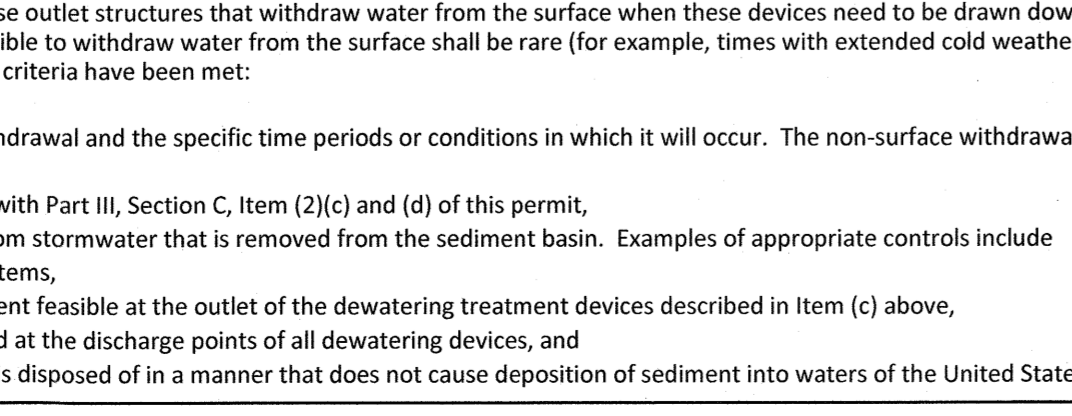 se outlet structures that withdraw water from the surface when these devices need to be drawn dow
ible to withdraw water from the surface shall be rare (for example, times with extended cold weathe
criteria have been met:
ndrawal and the specific time periods or conditions in which it will occur. The non-surface withdrawa
with Part III, Section C, Item (2)(c) and (d) of this permit,
om stormwater that is removed from the sediment basin. Examples of appropriate controls include
tems,
ent feasible at the outlet of the dewatering treatment devices described in Item (c) above,
d at the discharge points of all dewatering devices, and
s disposed of in a manner that does not cause deposition of sediment into waters of the United State